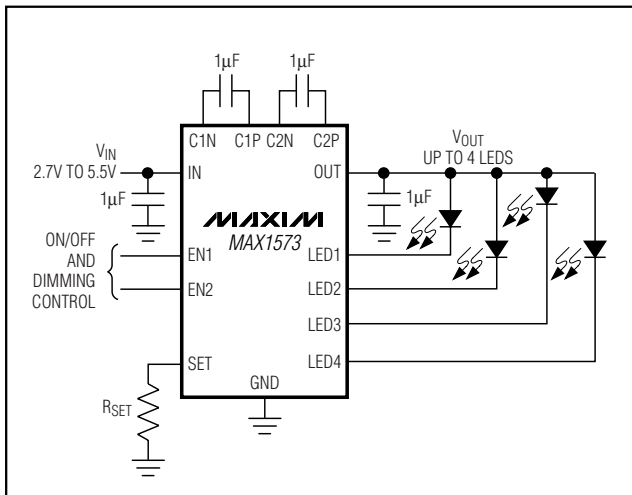 1μF 1μF
C1N C1P C2N C2P
VIN
2.7V TO 5.5V
IN
1μF
OUT
VOUT
UP TO 4 LEDS
1μF
MAXIM
MAX1573
ON/OFF
AND
DIMMING
CONTROL
EN1
EN2
LED1
LED2
LED3
LED4
SET
GND
RSET